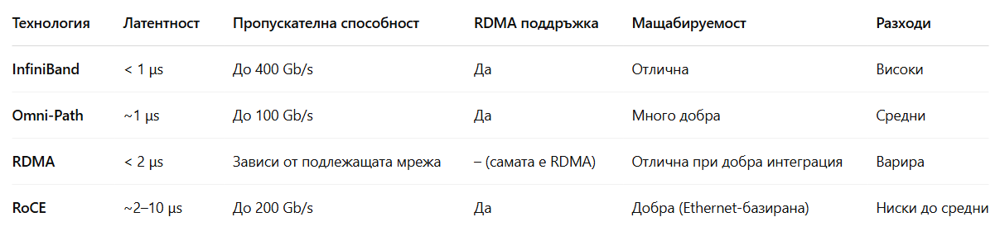 Технология Латентност Пропускателна способност RDMA поддръжка Мащабируемост Разходи
InfiniBand < 1 μs До 400 Gb/s Да Отлична Високи
Omni-Path ~1 μs До 100 Gb/s Да Много добра Средни
RDMA < 2 μs Зависи от подлежащата мрежа – (самата е RDMA) Отлична при добра интеграция Варира
RoCE ~2–10 μs До 200 Gb/s Да Добра (Ethernet-базирана) Ниски до средни